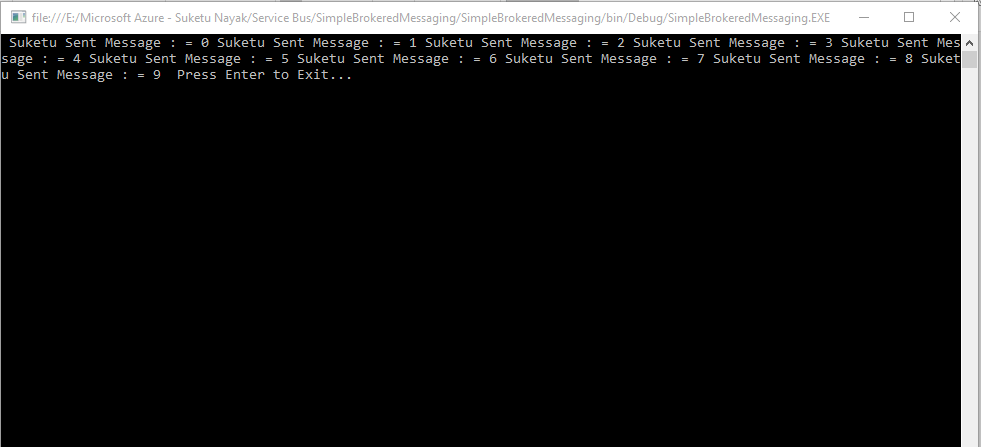 file:///E:/Microsoft Azure - Suketu Nayak/Service Bus/SimpleBrokeredMessaging/SimpleBrokeredMessaging/bin/Debug/SimpleBrokeredMessaging.EXE
Suketu Sent Message : = 0 Suketu Sent Message : = 1 Suketu Sent Message : = 2 Suketu Sent Message : = 3 Suketu Sent Mes
sage : = 4 Suketu Sent Message : = 5 Suketu Sent Message : = 6 Suketu Sent Message : = 7 Suketu Sent Message : = 8 Suket
u Sent Message : = 9  Press Enter to Exit...